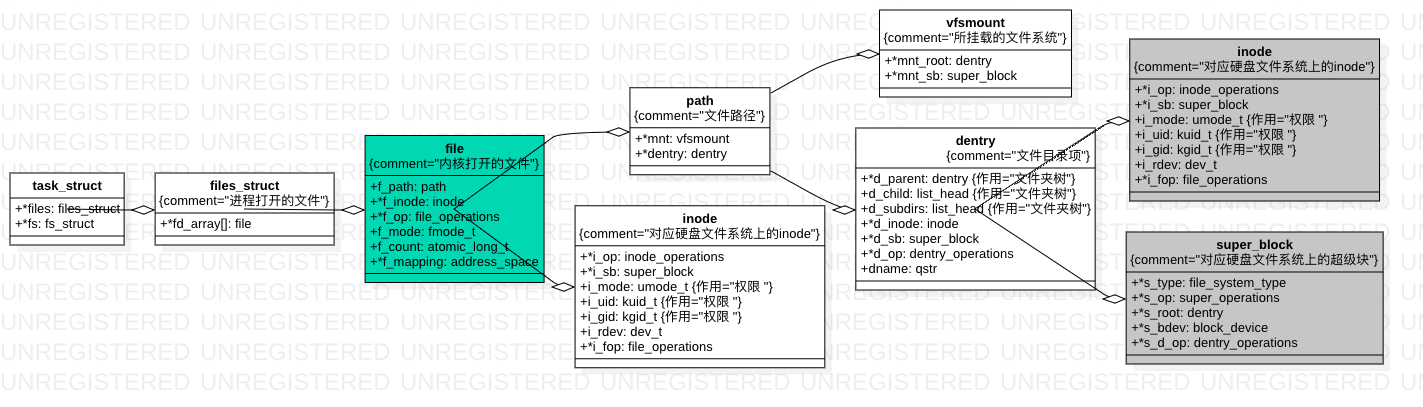 task_struct
+*files: files_struct
+*fs: fs_struct
files_struct
{comment="进程打开的文件"}
+*fd_array[]: file
file
{comment="内核打开的文件"}
+f_path: path
+*f_inode: inode
+*f_op: file_operations
+f_mode: fmode_t
+f_count: atomic_long_t
+*f_mapping: address_space
path
{comment="文件路径"}
+*mnt: vfsmount
+*dentry: dentry
inode
{comment="对应硬盘文件系统上的inode"}
+*i_op: inode_operations
+*i_sb: super_block
+i_mode: umode_t {作用="权限 "}
+i_uid: kuid_t {作用="权限 "}
+i_gid: kgid_t {作用="权限 "}
+i_rdev: dev_t
+*i_fop: file_operations
vfsmount
{comment="所挂载的文件系统"}
+*mnt_root: dentry
+*mnt_sb: super_block
dentry
{comment="文件目录项"}
+*d_parent: dentry {作用="文件夹树"}
+d_child: list_head {作用="文件夹树"}
+d_subdirs: list_head {作用="文件夹树"}
+*d_inode: inode
+*d_sb: super_block
+*d_op: dentry_operations
+dname: qstr
inode
{comment="对应硬盘文件系统上的inode"}
+*i_op: inode_operations
+*i_sb: super_block
+i_mode: umode_t {作用="权限 "}
+i_uid: kuid_t {作用="权限 "}
+i_gid: kgid_t {作用="权限 "}
+i_rdev: dev_t
+*i_fop: file_operations
super_block
{comment="对应硬盘文件系统上的超级块"}
+*s_type: file_system_type
+*s_op: super_operations
+*s_root: dentry
+*s_bdev: block_device
+*s_d_op: dentry_operations
UNREGISTERED UNREGISTERED UNREGISTERED UNREGISTERED